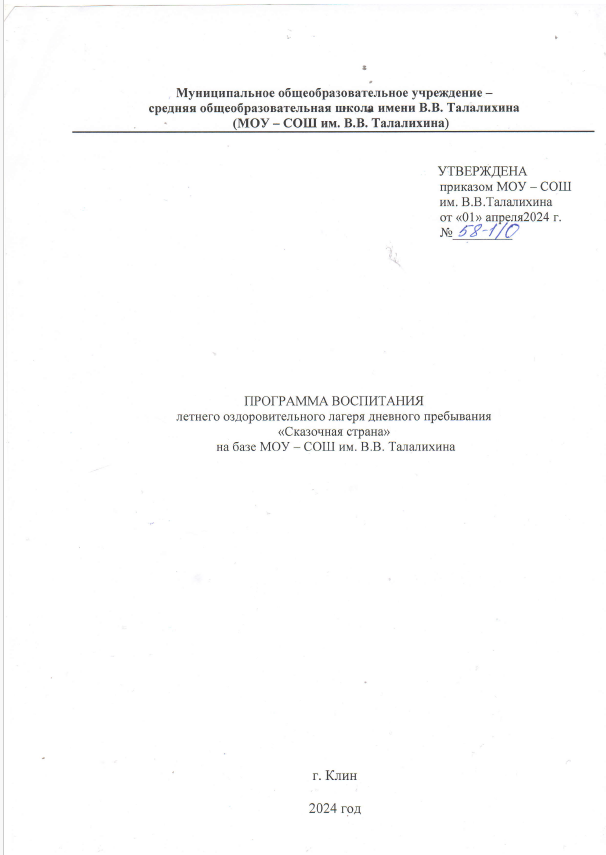 Муниципальное общеобразовательное учреждение –
средняя общеобразовательная школа имени В.В. Талалихина
(МОУ – СОШ им. В.В. Талалихина)
УТВЕРЖДЕНА
приказом МОУ – СОШ
им. В.В.Талалихина
от «01» апреля2024 г.
№ 58-1/О
ПРОГРАММА ВОСПИТАНИЯ
летнего оздоровительного лагеря дневного пребывания
«Сказочная страна»
на базе МОУ – СОШ им. В.В. Талалихина
г. Клин
2024 год